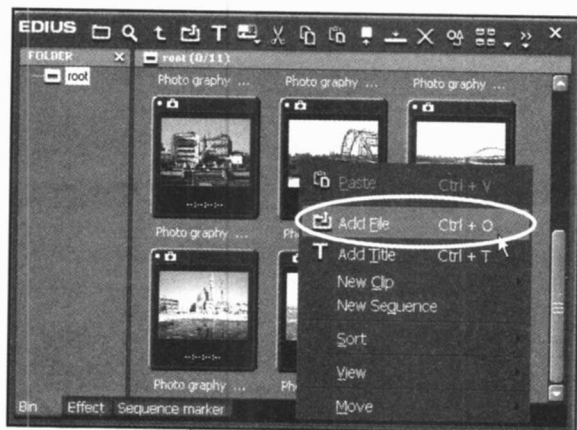 EDIUS
FOLDER
root
root (0/11)
Photo graphy ...
Photo graphy ...
Photo graphy ...
Photo graphy ...
Photo graphy ...
Paste Ctrl + V
Add File Ctrl + O
Add Title Ctrl + T
New Clip
New Sequence
Sort
View
Move
Bin
Effect
Sequence marker